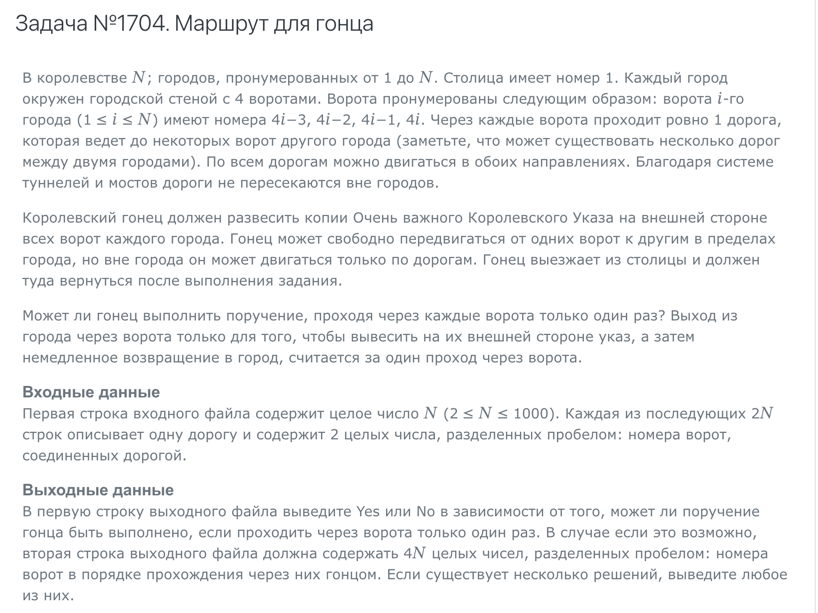 Задача №1704. Маршрут для гонца
В королевстве N; городов, пронумерованных от 1 до N. Столица имеет номер 1. Каждый город
окружен городской стеной с 4 воротами. Ворота пронумерованы следующим образом: ворота i-го
города (1 ≤ i ≤ N) имеют номера 4i−3, 4i−2, 4i−1, 4i. Через каждые ворота проходит ровно 1 дорога,
которая ведет до некоторых ворот другого города (заметьте, что может существовать несколько дорог
между двумя городами). По всем дорогам можно двигаться в обоих направлениях. Благодаря системе
туннелей и мостов дороги не пересекаются вне городов.
Королевский гонец должен развесить копии Очень важного Королевского Указа на внешней стороне
всех ворот каждого города. Гонец может свободно передвигаться от одних ворот к другим в пределах
города, но вне города он может двигаться только по дорогам. Гонец выезжает из столицы и должен
туда вернуться после выполнения задания.
Может ли гонец выполнить поручение, проходя через каждые ворота только один раз? Выход из
города через ворота только для того, чтобы вывесить на их внешней стороне указ, а затем
немедленное возвращение в город, считается за один проход через ворота.
Входные данные
Первая строка входного файла содержит целое число N (2 ≤ N ≤ 1000). Каждая из последующих 2N
строк описывает одну дорогу и содержит 2 целых числа, разделенных пробелом: номера ворот,
соединенных дорогой.
Выходные данные
В первую строку выходного файла выведите Yes или No в зависимости от того, может ли поручение
гонца быть выполнено, если проходить через ворота только один раз. В случае если это возможно,
вторая строка выходного файла должна содержать 4N целых чисел, разделенных пробелом: номера
ворот в порядке прохождения через них гонцом. Если существует несколько решений, выведите любое
из них.